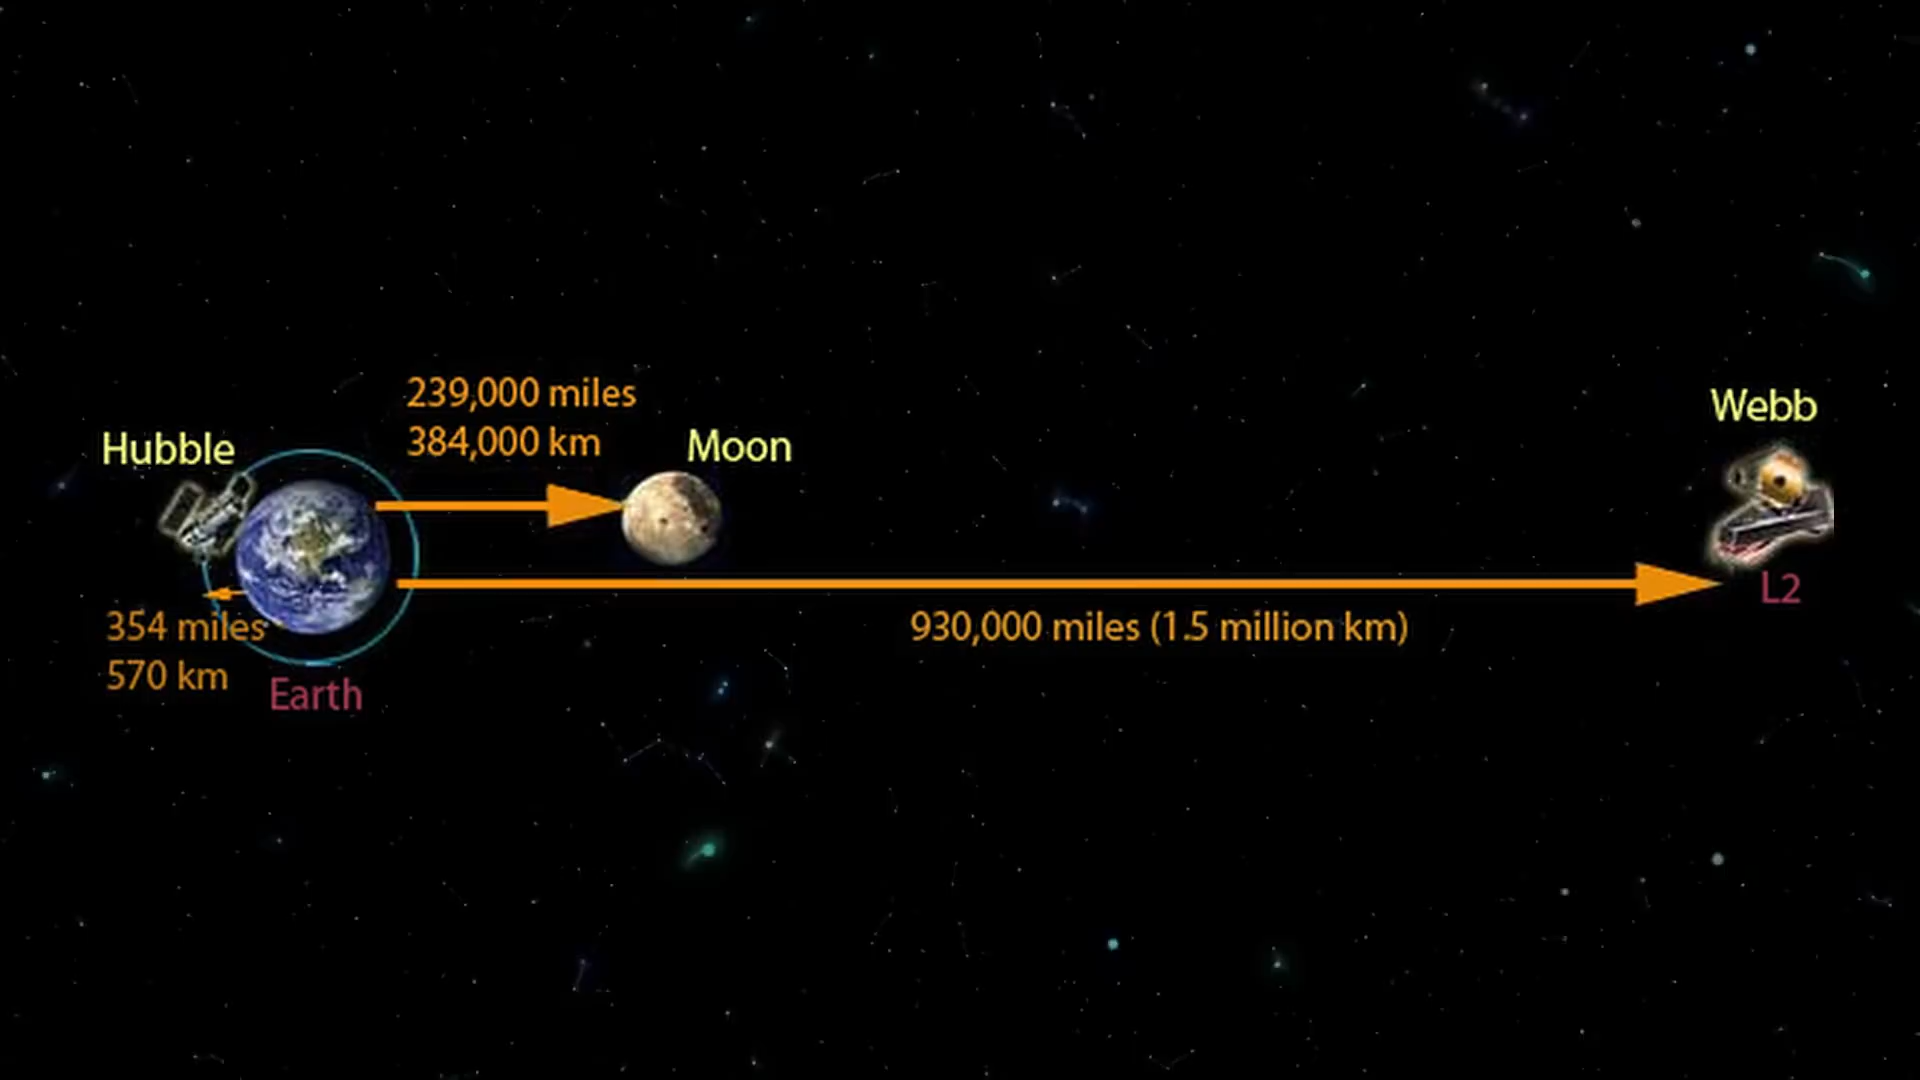 239,000 miles
384,000 km
Hubble
Moon
Webb
354 miles
570 km
Earth
930,000 miles (1.5 million km)
L2